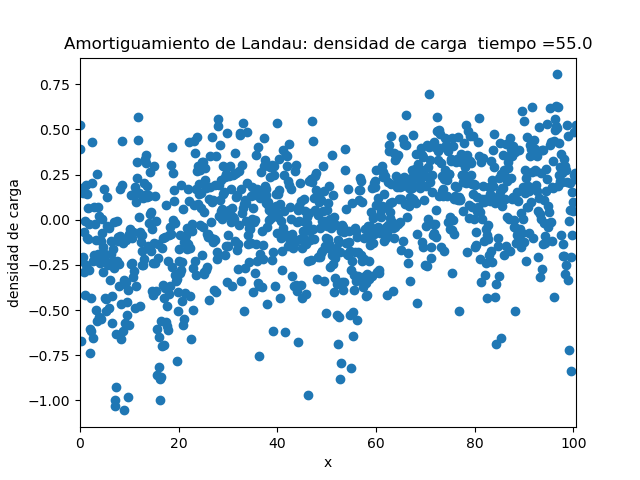 Amortiguamiento de Landau: densidad de carga  tiempo =55.0
densidad de carga
0.75
0.50
0.25
0.00
−0.25
−0.50
−0.75
−1.00
0 20 40 60 80 100
x